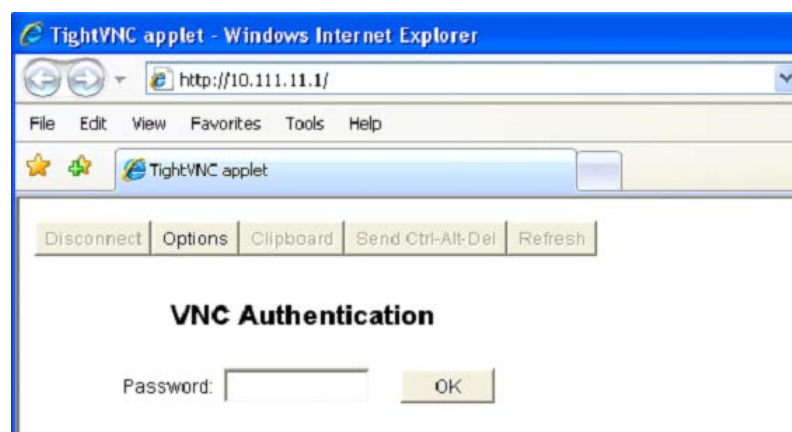 TightVNC applet - Windows Internet Explorer
http://10.111.11.1/
File Edit View Favorites Tools Help
TightVNC applet
Disconnect Options Clipboard Send Ctrl-Alt-Del Refresh
VNC Authentication
Password: OK